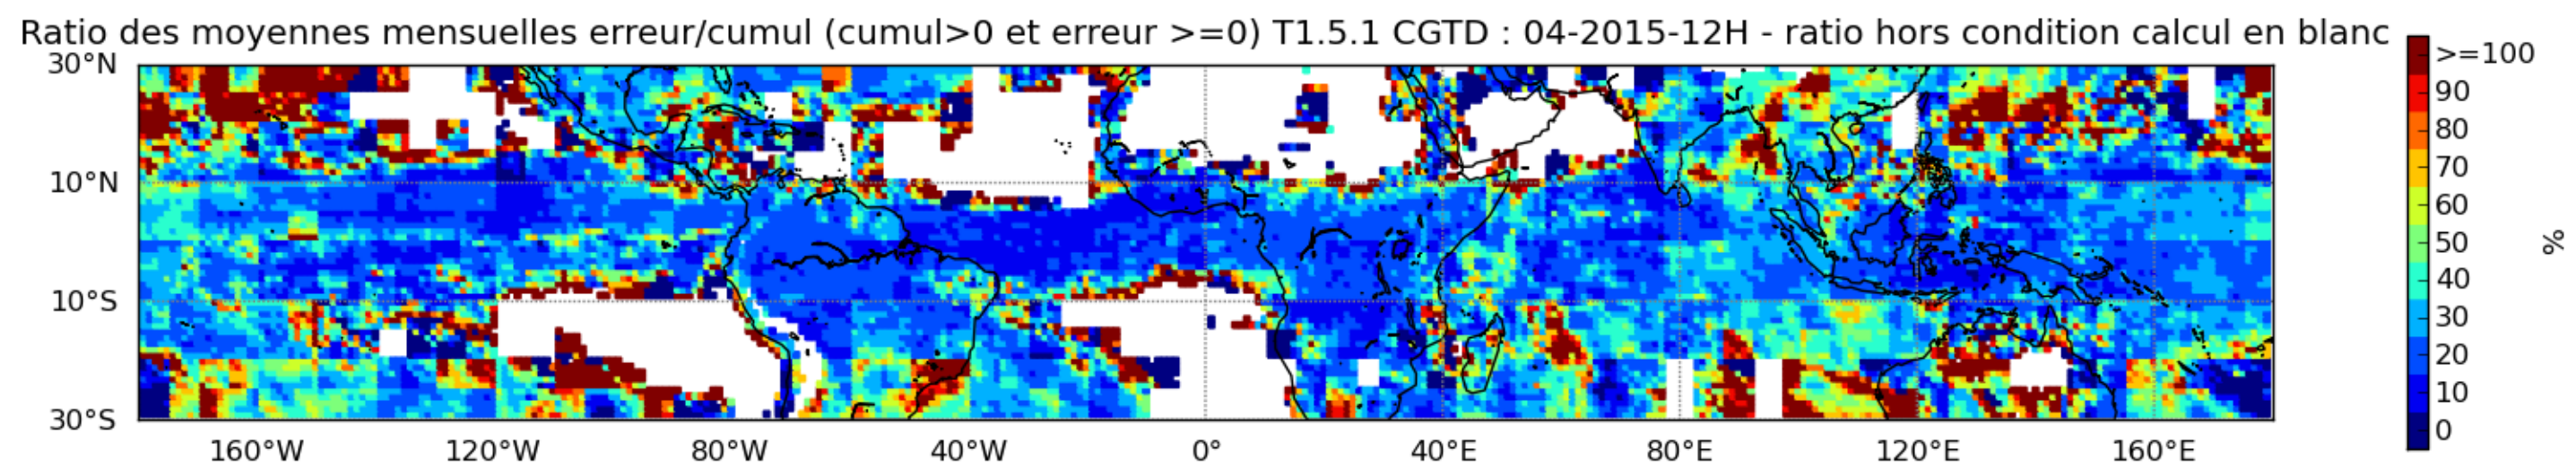 Ratio des moyennes mensuelles erreur/cumul (cumul>0 et erreur >=0) T1.5.1 CGTD : 04-2015-12H - ratio hors condition calcul en blanc
30°N
10°N
10°S
30°S
160°W
120°W
80°W
40°W
0°
40°E
80°E
120°E
160°E
>=100
90
80
70
60
50
40
30
20
10
0
%